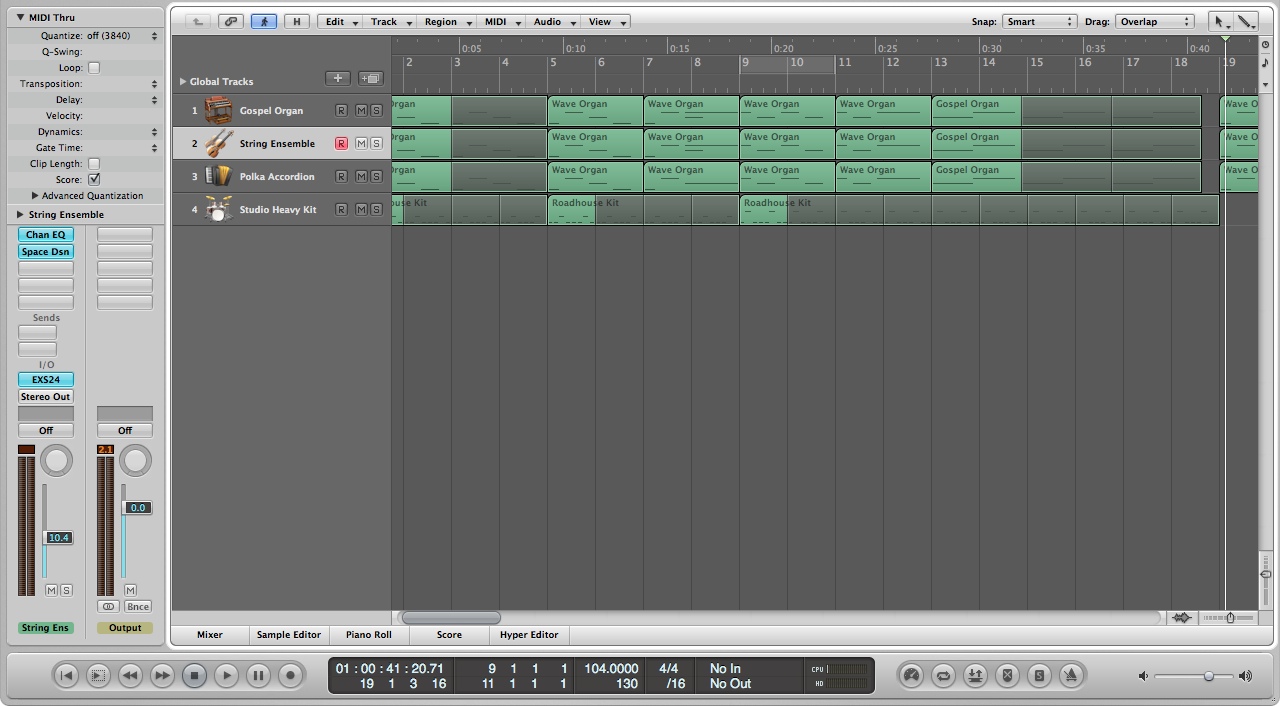 MIDI Thru
Quantize: off (3840)
Q-Swing:
Loop:
Transposition:
Delay:
Velocity:
Dynamics:
Gate Time:
Clip Length:
Score:
Advanced Quantization
String Ensemble
Chan EQ
Space Dsn
Sends
I/O
EXS24
Stereo Out
Off Off
2.1
0.0
10.4
M S M
Bnce
String Ens Output
H Edit Track Region MIDI Audio View Snap: Smart Drag: Overlap
0:05 0:10 0:15 0:20 0:25 0:30 0:35 0:40
2 3 4 5 6 7 8 9 10 11 12 13 14 15 16 17 18 19
Global Tracks
1 Gospel Organ R M S rgan Wave Organ Wave Organ Wave Organ Wave Organ Gospel Organ Wave O
2 String Ensemble R M S rgan Wave Organ Wave Organ Wave Organ Wave Organ Gospel Organ Wave O
3 Polka Accordion R M S rgan Wave Organ Wave Organ Wave Organ Wave Organ Gospel Organ Wave O
4 Studio Heavy Kit R M S use Kit Roadhouse Kit Roadhouse Kit
Mixer Sample Editor Piano Roll Score Hyper Editor
01 : 00 : 41 : 20.71 9 1 1 1 104.0000 4/4 No In CPU
19 1 3 16 11 1 1 1 130 /16 No Out HD
S